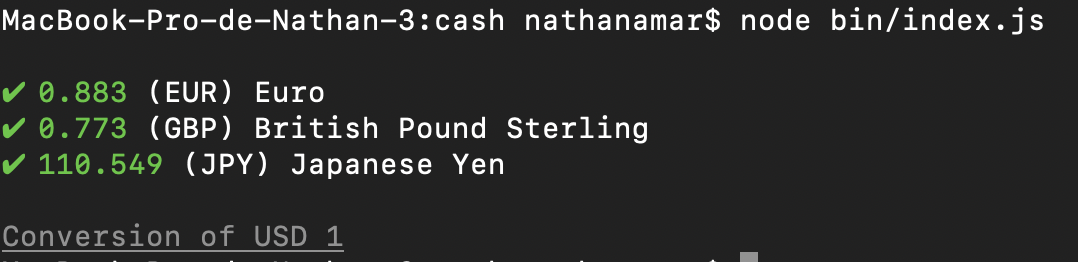 MacBook-Pro-de-Nathan-3:cash nathanamar$ node bin/index.js
✔ 0.883 (EUR) Euro
✔ 0.773 (GBP) British Pound Sterling
✔ 110.549 (JPY) Japanese Yen
Conversion of USD 1